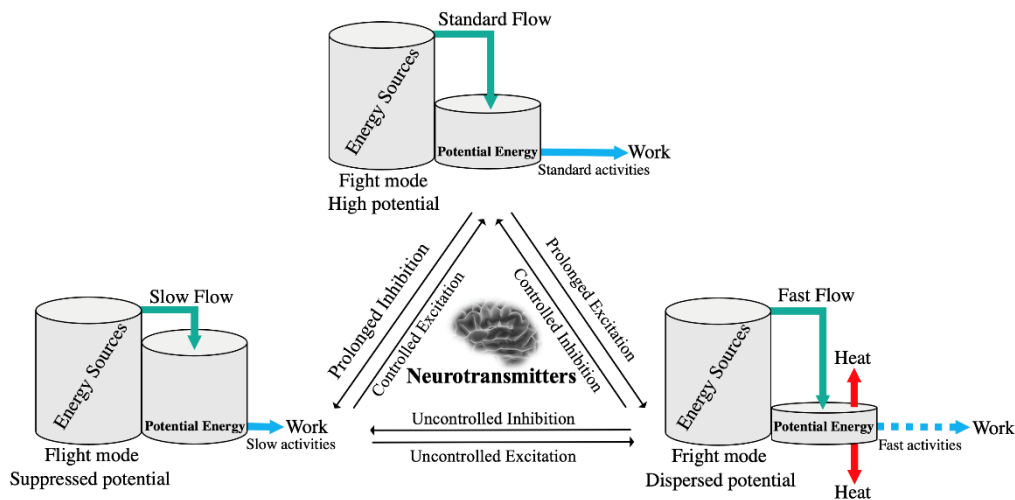 Standard Flow
Energy Sources
Potential Energy
Work
Standard activities
Fight mode
High potential
Prolonged Inhibition
Controlled Excitation
Controlled Inhibition
Prolonged Excitation
Neurotransmitters
Uncontrolled Inhibition
Uncontrolled Excitation
Slow Flow
Energy Sources
Potential Energy
Work
Slow activities
Flight mode
Suppressed potential
Fast Flow
Energy Sources
Heat
Potential Energy
Work
Fast activities
Heat
Fright mode
Dispersed potential